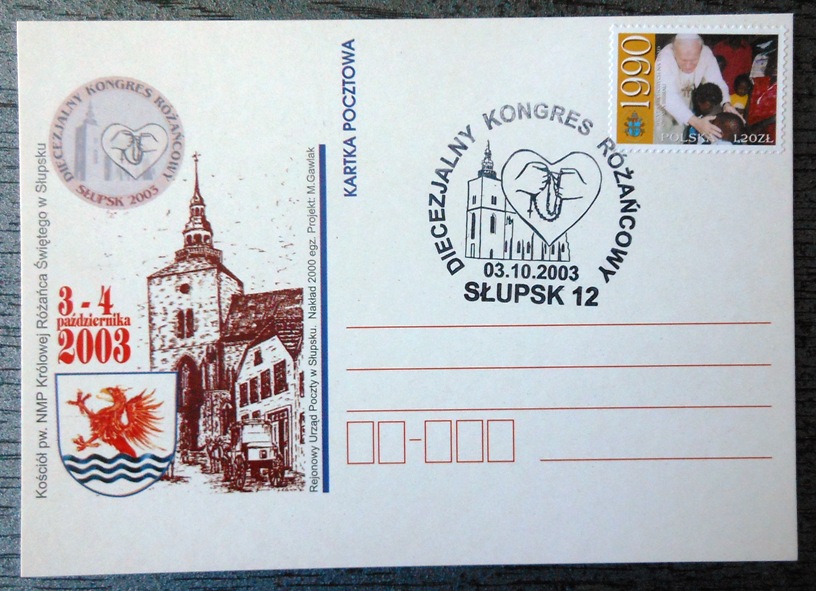 DIECEZJALNY KONGRES RÓŻAŃCOWY
SŁUPSK 2003
Kościół pw. NMP Królowej Różańca Świętego w Słupsku
3 - 4
października
2003
Rejonowy Urząd Poczty w Słupsku. Nakład 2000 egz. Projekt: M.Gawlak
KARTKA POCZTOWA
DIECEZJALNY KONGRES RÓŻAŃCOWY
03.10.2003
SŁUPSK 12
1990
POLSKA 1,20ZŁ